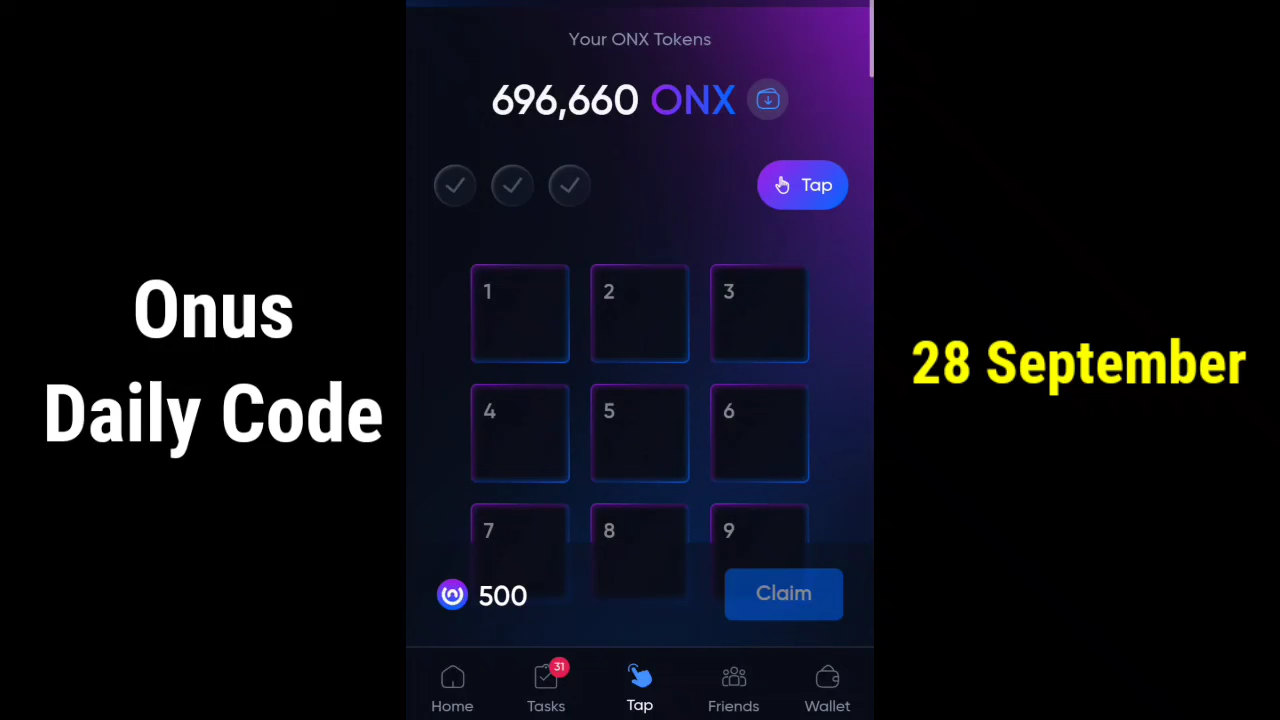 Your ONX Tokens
696,660 ONX
Tap
1 2 3
4 5 6
7 8 9
500
Claim
31
Home Tasks Tap Friends Wallet
Onus
Daily Code
28 September